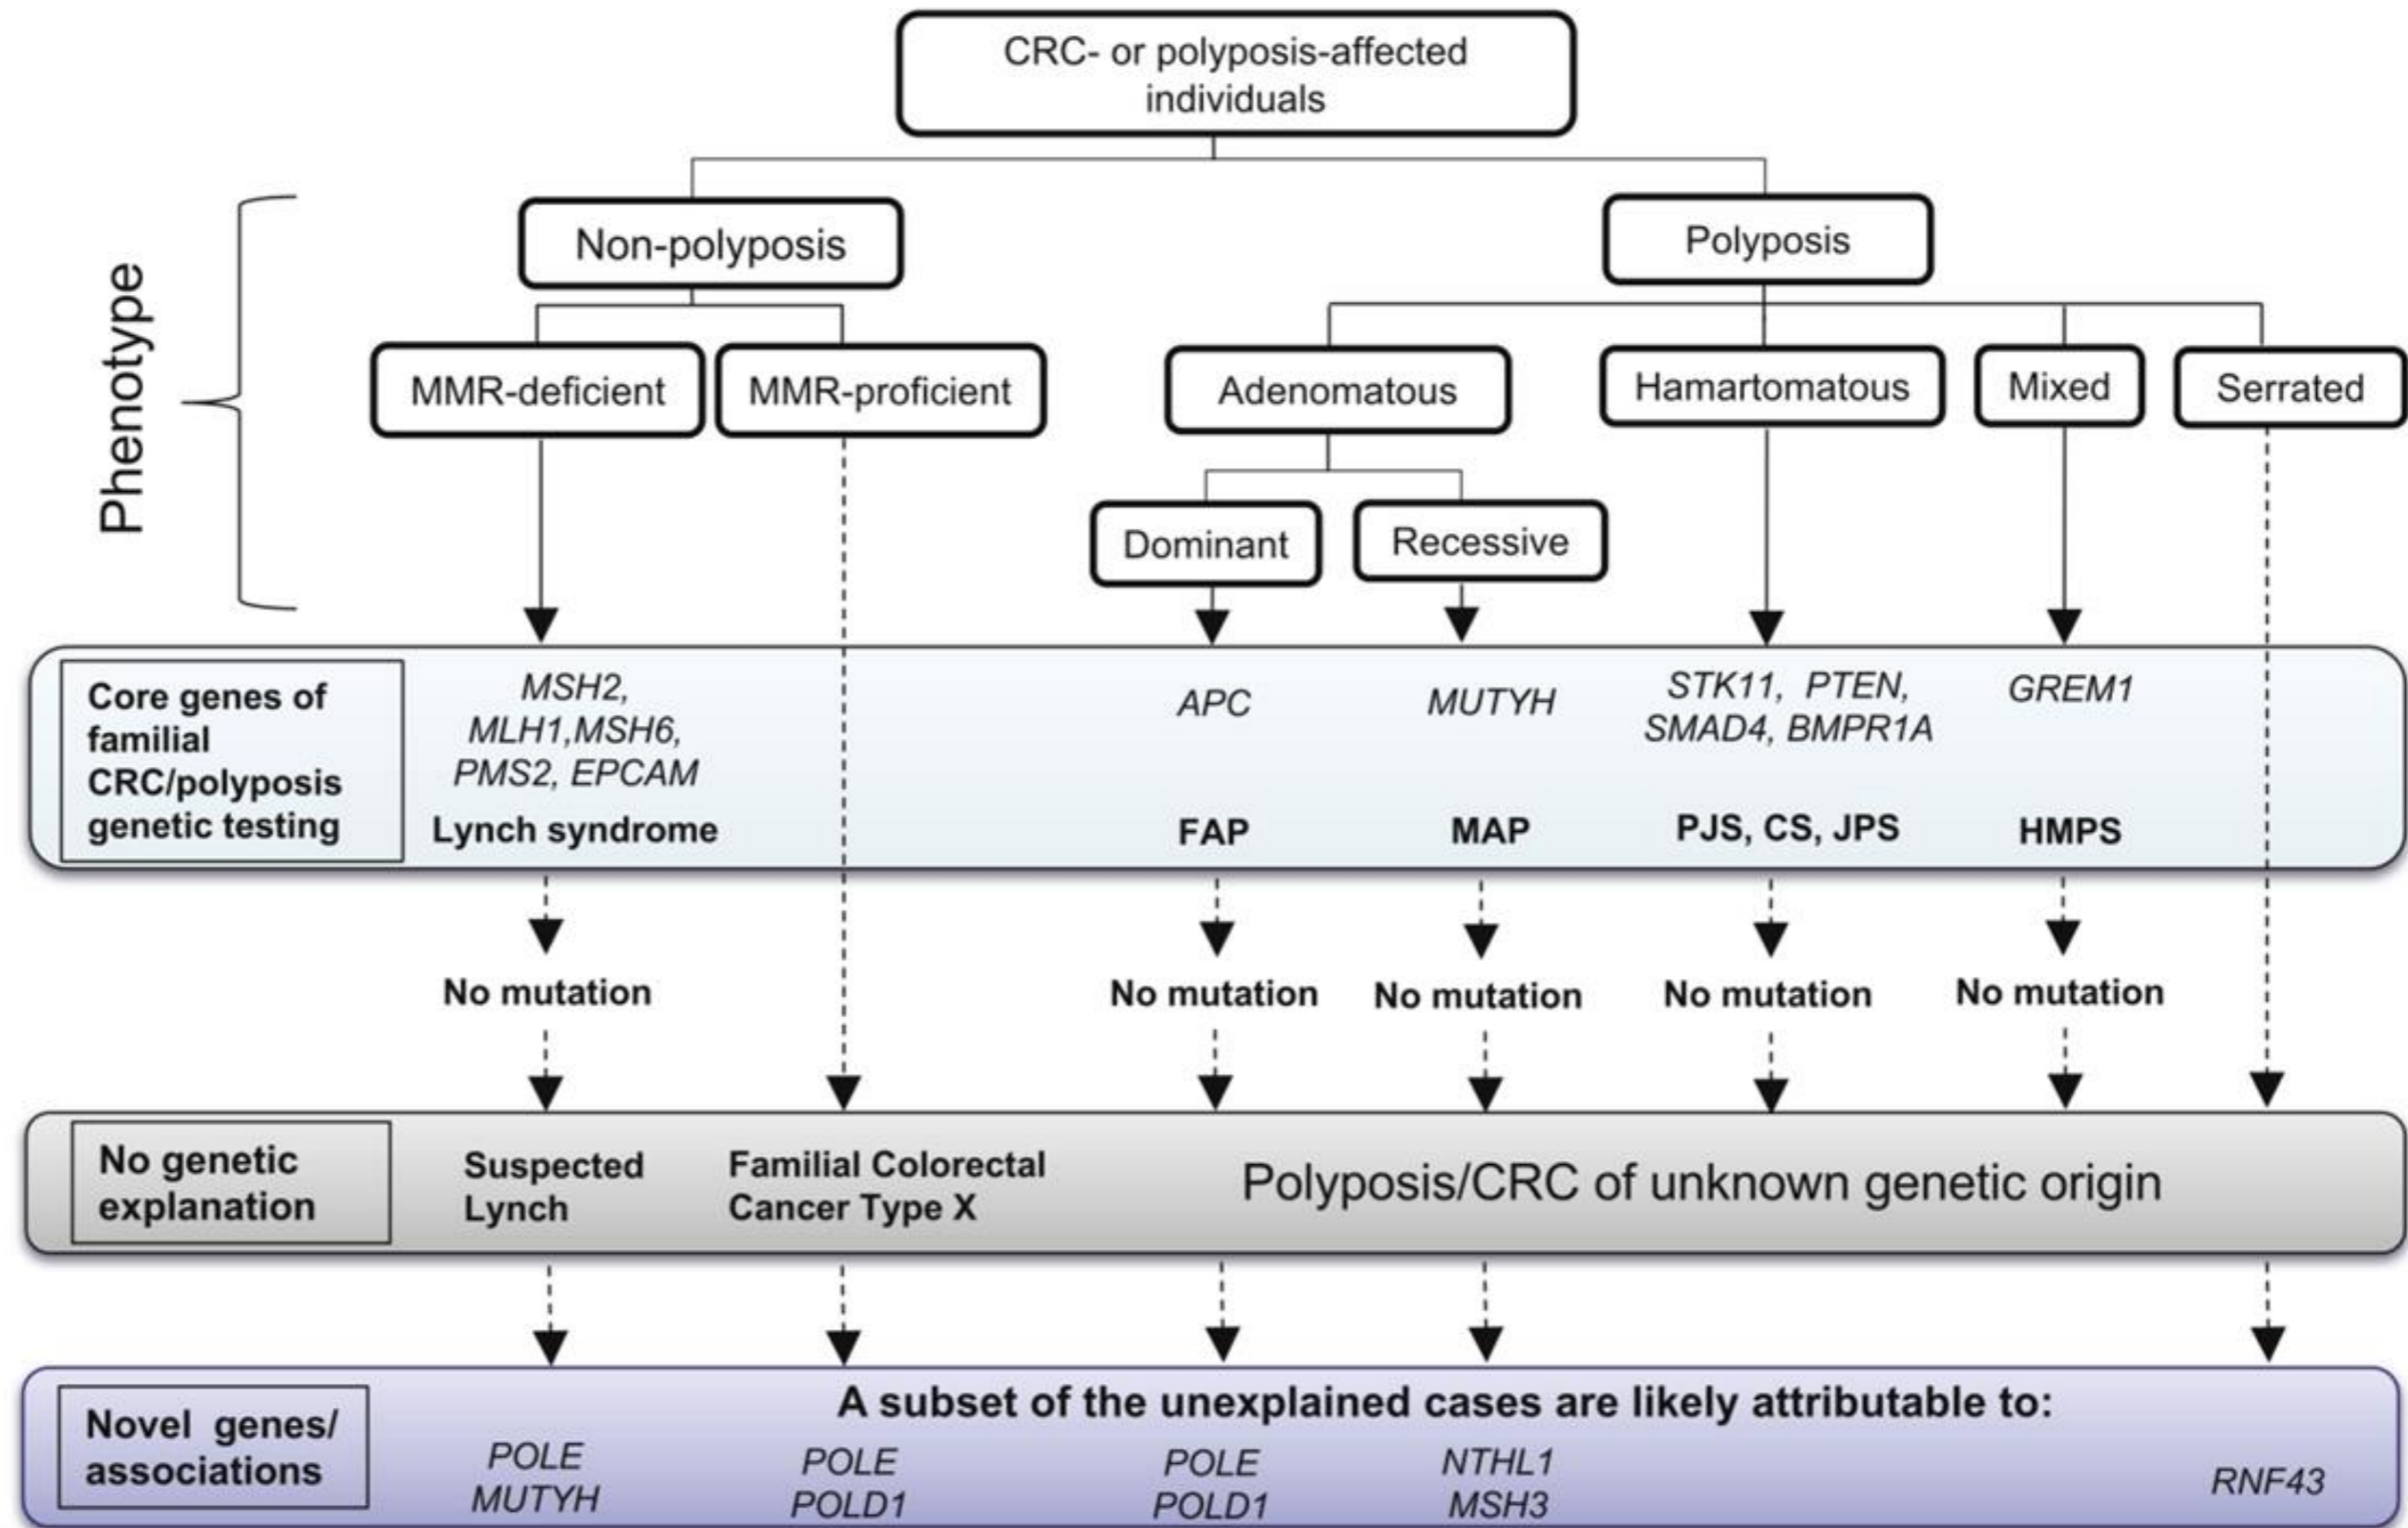 CRC- or polyposis-affected
individuals
Phenotype
Non-polyposis
Polyposis
MMR-deficient
MMR-proficient
Adenomatous
Hamartomatous
Mixed
Serrated
Dominant
Recessive
Core genes of
familial
CRC/polyposis
genetic testing
MSH2,
MLH1,MSH6,
PMS2, EPCAM
Lynch syndrome
APC
FAP
MUTYH
MAP
STK11, PTEN,
SMAD4, BMPR1A
PJS, CS, JPS
GREM1
HMPS
No mutation
No mutation
No mutation
No mutation
No mutation
No genetic
explanation
Suspected
Lynch
Familial Colorectal
Cancer Type X
Polyposis/CRC of unknown genetic origin
Novel genes/
associations
A subset of the unexplained cases are likely attributable to:
POLE
MUTYH
POLE
POLD1
POLE
POLD1
NTHL1
MSH3
RNF43